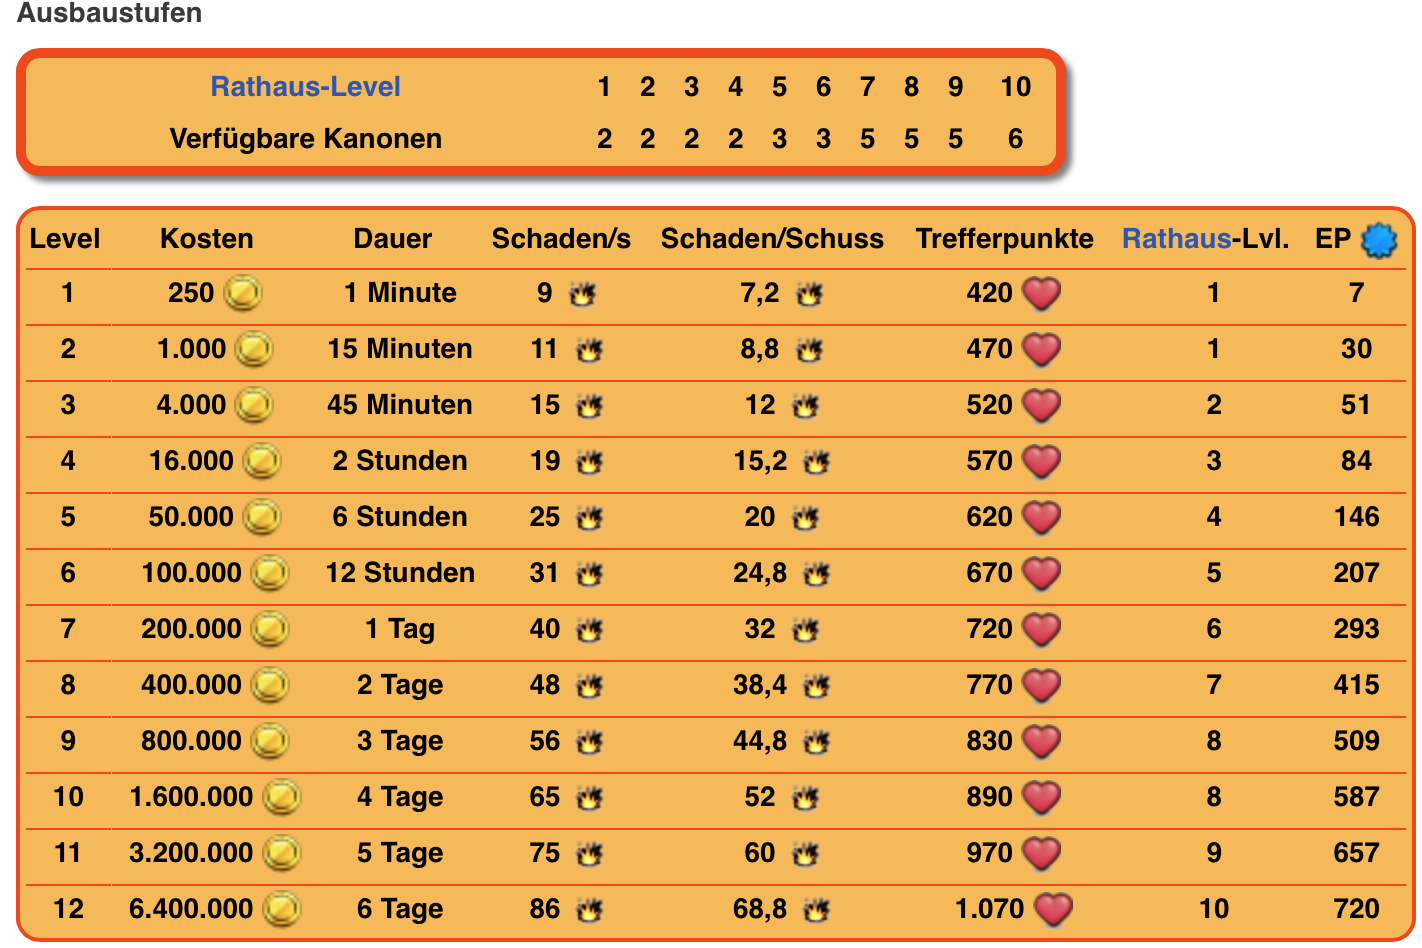 Ausbaustufen
Rathaus-Level 1 2 3 4 5 6 7 8 9 10
Verfügbare Kanonen 2 2 2 2 3 3 5 5 5 6
Level Kosten Dauer Schaden/s Schaden/Schuss Trefferpunkte Rathaus-Lvl. EP
1 250 1 Minute 9 7,2 420 1 7
2 1.000 15 Minuten 11 8,8 470 1 30
3 4.000 45 Minuten 15 12 520 2 51
4 16.000 2 Stunden 19 15,2 570 3 84
5 50.000 6 Stunden 25 20 620 4 146
6 100.000 12 Stunden 31 24,8 670 5 207
7 200.000 1 Tag 40 32 720 6 293
8 400.000 2 Tage 48 38,4 770 7 415
9 800.000 3 Tage 56 44,8 830 8 509
10 1.600.000 4 Tage 65 52 890 8 587
11 3.200.000 5 Tage 75 60 970 9 657
12 6.400.000 6 Tage 86 68,8 1.070 10 720